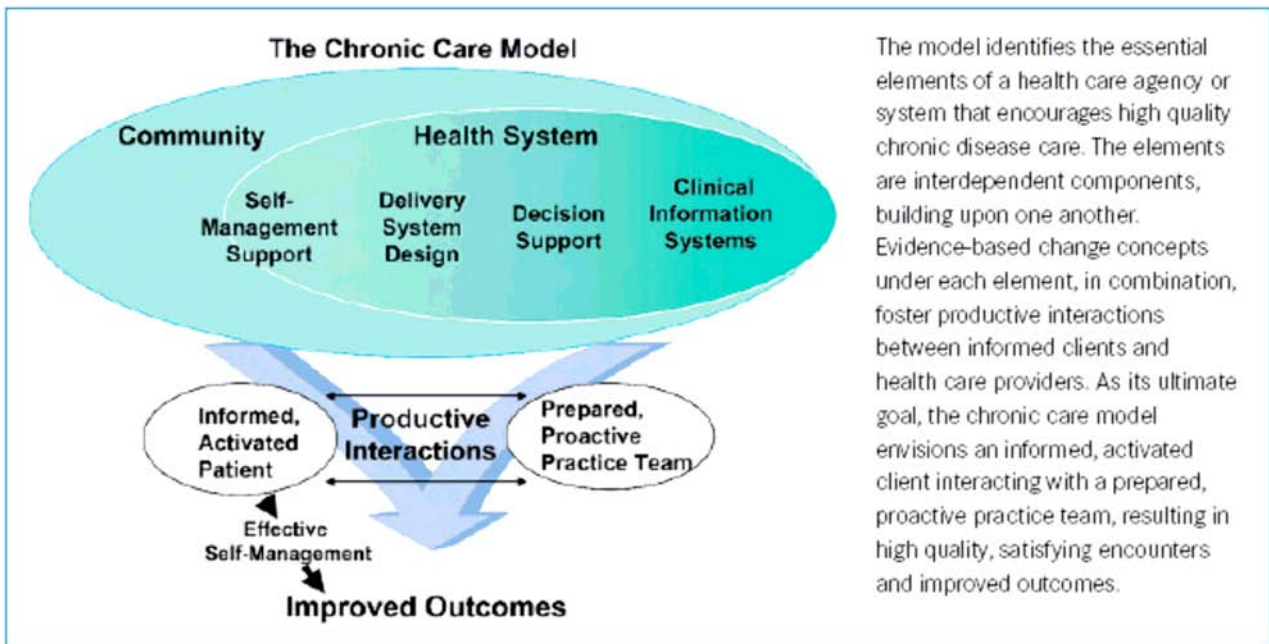 The Chronic Care Model
Community
Health System
Self-
Management
Support
Delivery
System
Design
Decision
Support
Clinical
Information
Systems
Informed,
Activated
Patient
Productive
Interactions
Prepared,
Proactive
Practice Team
Effective
Self-Management
Improved Outcomes
The model identifies the essential
elements of a health care agency or
system that encourages high quality
chronic disease care. The elements
are interdependent components,
building upon one another.
Evidence-based change concepts
under each element, in combination,
foster productive interactions
between informed clients and
health care providers. As its ultimate
goal, the chronic care model
envisions an informed, activated
client interacting with a prepared,
proactive practice team, resulting in
high quality, satisfying encounters
and improved outcomes.